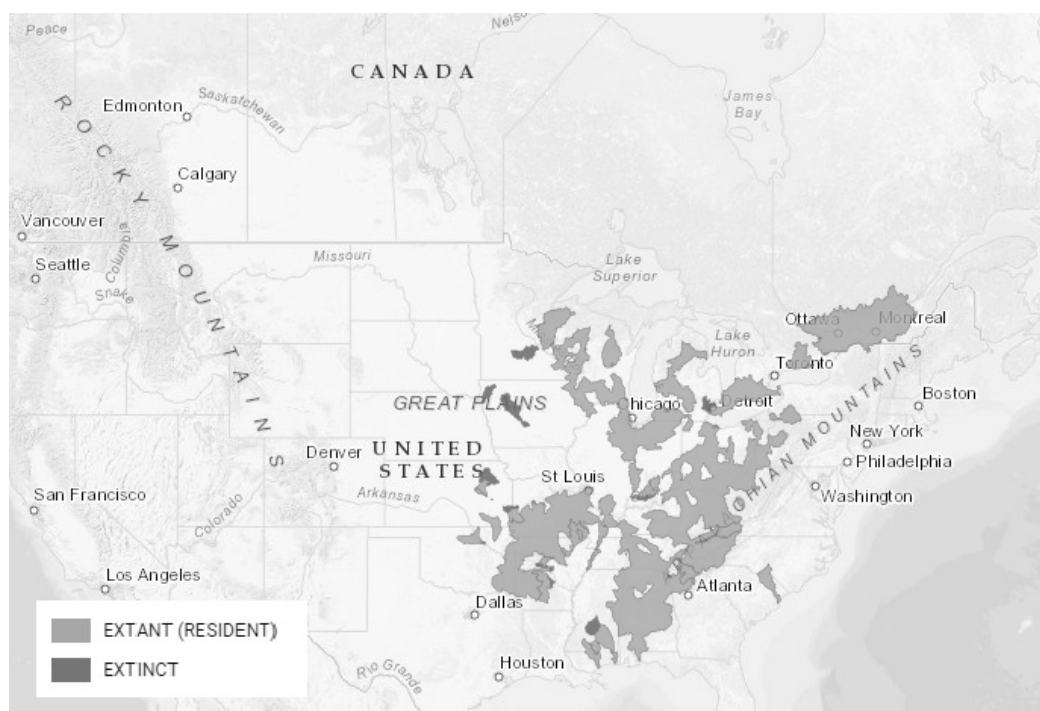 Peace
Nelson
CANADA
ROCKY MOUNTAINS
Edmonton
Saskatchewan
James
Bay
Calgary
Vancouver
Columbia
Missouri
Lake
Superior
Seattle
Snake
Ottawa
Montreal
Lake
Huron
Toronto
GREAT PLAINS
Chicago
Detroit
Boston
New York
UNITED
STATES
Denver
St Louis
Philadelphia
Arkansas
Washington
San Francisco
Colorado
Los Angeles
Atlanta
Dallas
Houston
Rio Grande
EXTANT (RESIDENT)
EXTINCT